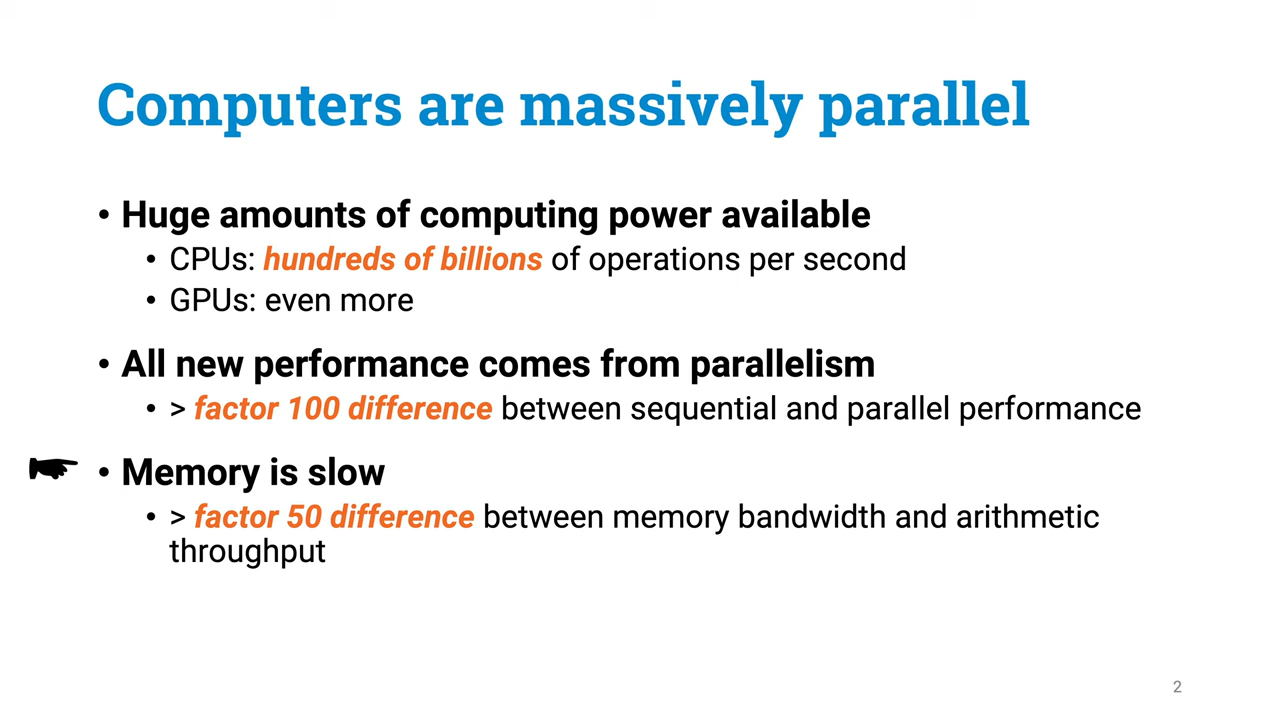 Computers are massively parallel
• Huge amounts of computing power available
• CPUs: hundreds of billions of operations per second
• GPUs: even more
• All new performance comes from parallelism
• > factor 100 difference between sequential and parallel performance
• Memory is slow
• > factor 50 difference between memory bandwidth and arithmetic
throughput
2